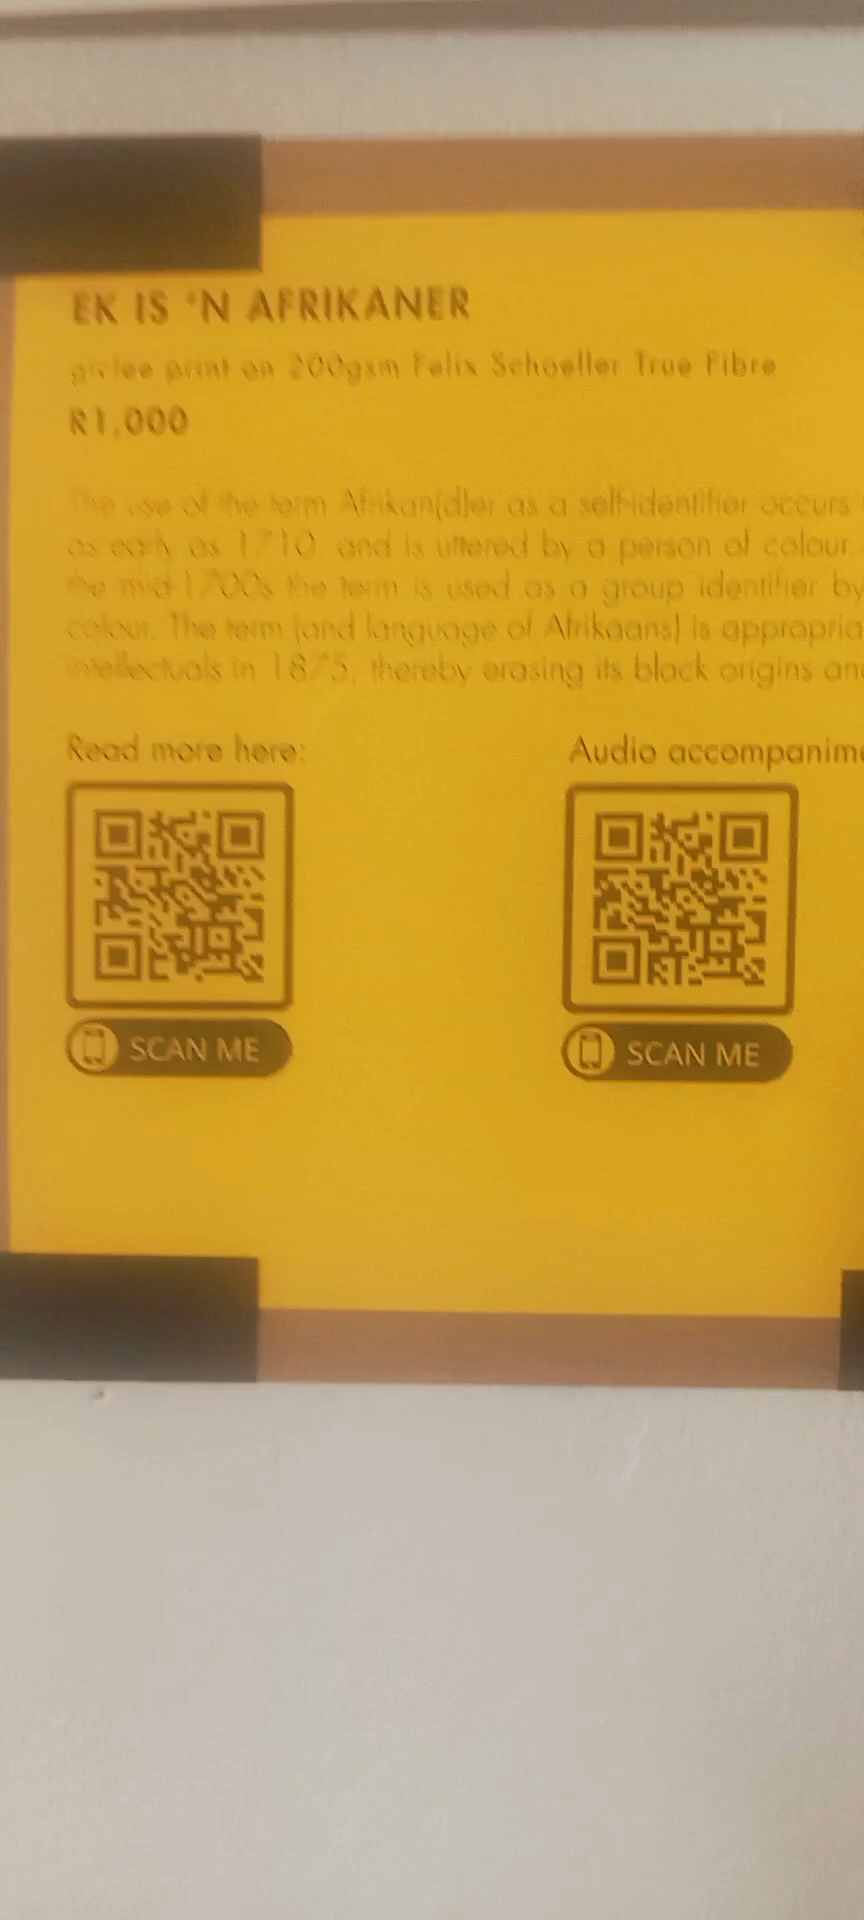 EK IS 'N AFRIKANER
giclee print on 200gsm Felix Schoeller True Fibre
R1,000
The use of the term Afrikan(d)er as a self-identifier occurs
as early as 1710, and is uttered by a person of colour.
the mid-1700s the term is used as a group identifier by
colour. The term (and language of Afrikaans) is appropria
intellectuals in 1875, thereby erasing its black origins an
Read more here:
Audio accompanime
SCAN ME
SCAN ME